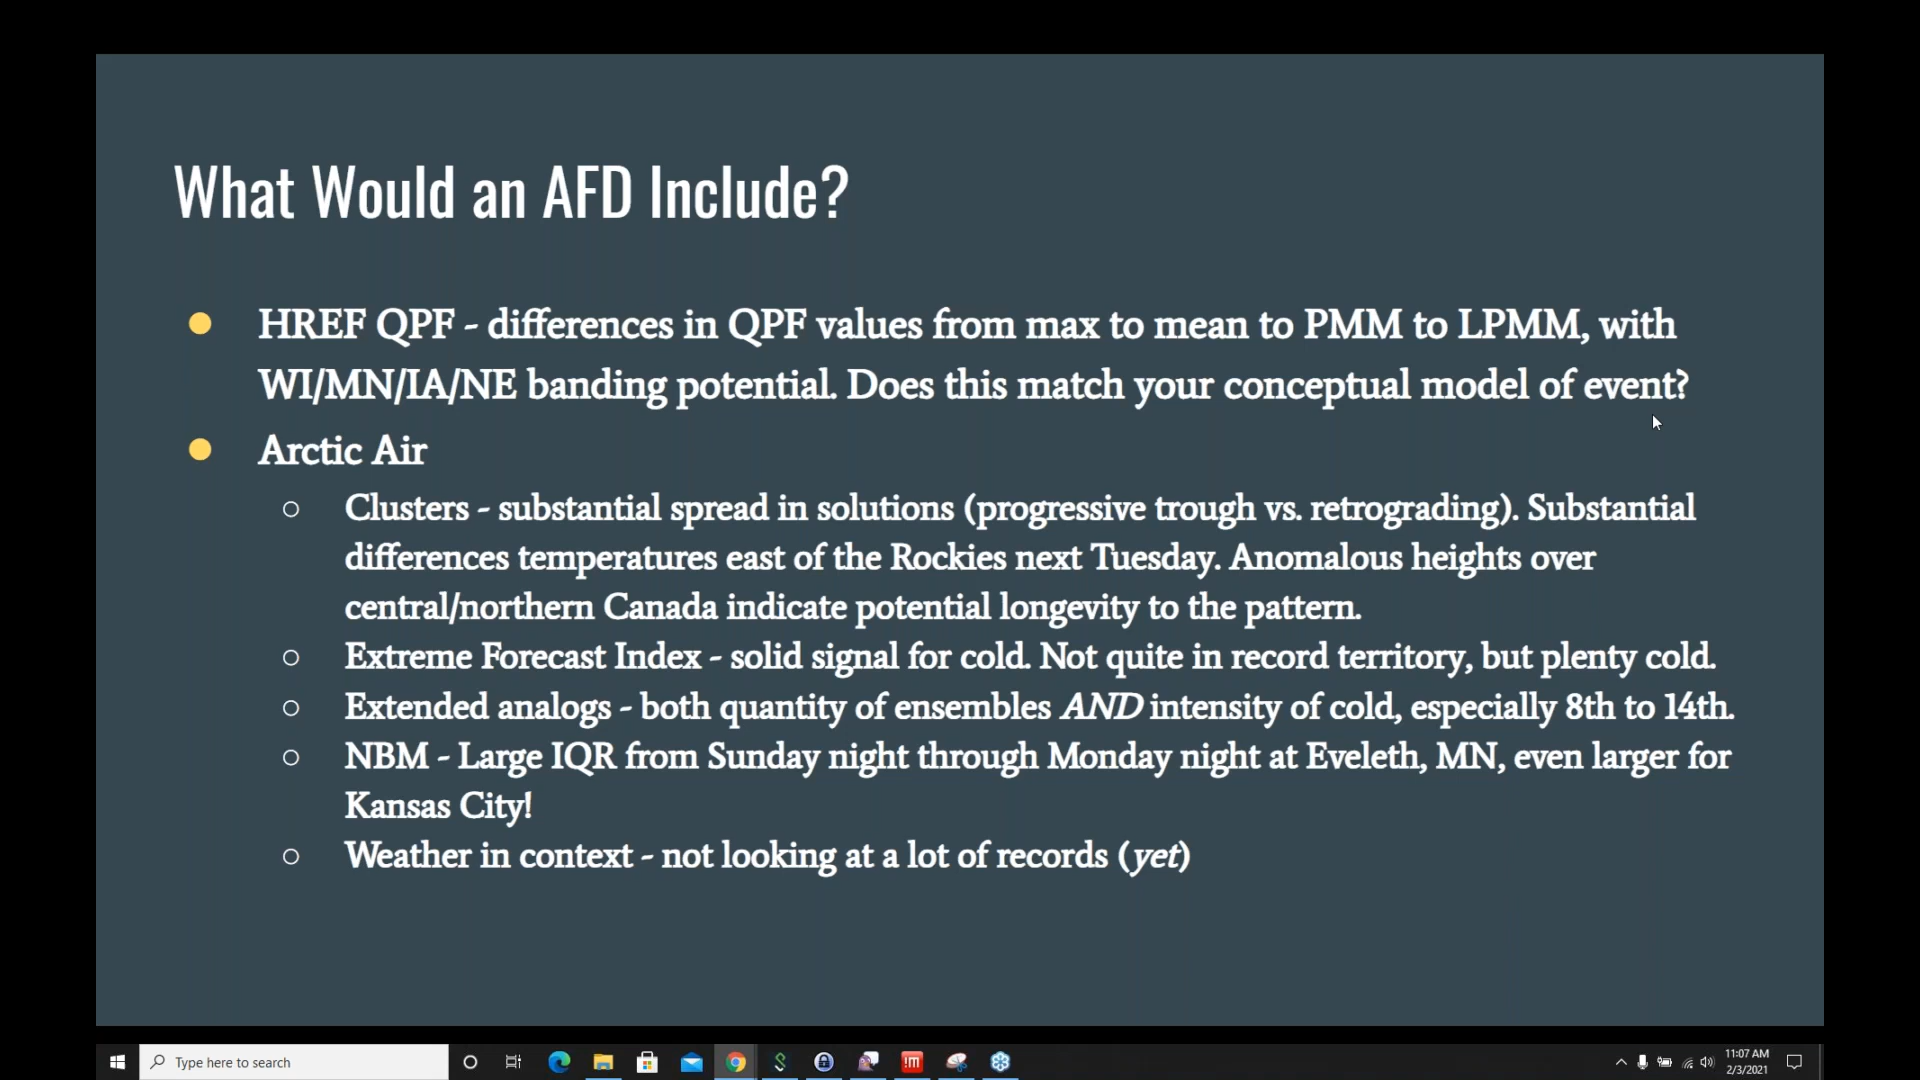 What Would an AFD Include?
HREF QPF - differences in QPF values from max to mean to PMM to LPMM, with
WI/MN/IA/NE banding potential. Does this match your conceptual model of event?
Arctic Air
Clusters - substantial spread in solutions (progressive trough vs. retrograding). Substantial
differences temperatures east of the Rockies next Tuesday. Anomalous heights over
central/northern Canada indicate potential longevity to the pattern.
Extreme Forecast Index - solid signal for cold. Not quite in record territory, but plenty cold.
Extended analogs - both quantity of ensembles AND intensity of cold, especially 8th to 14th.
NBM - Large IQR from Sunday night through Monday night at Eveleth, MN, even larger for
Kansas City!
Weather in context - not looking at a lot of records (yet)
Type here to search
!m
11:07 AM
2/3/2021